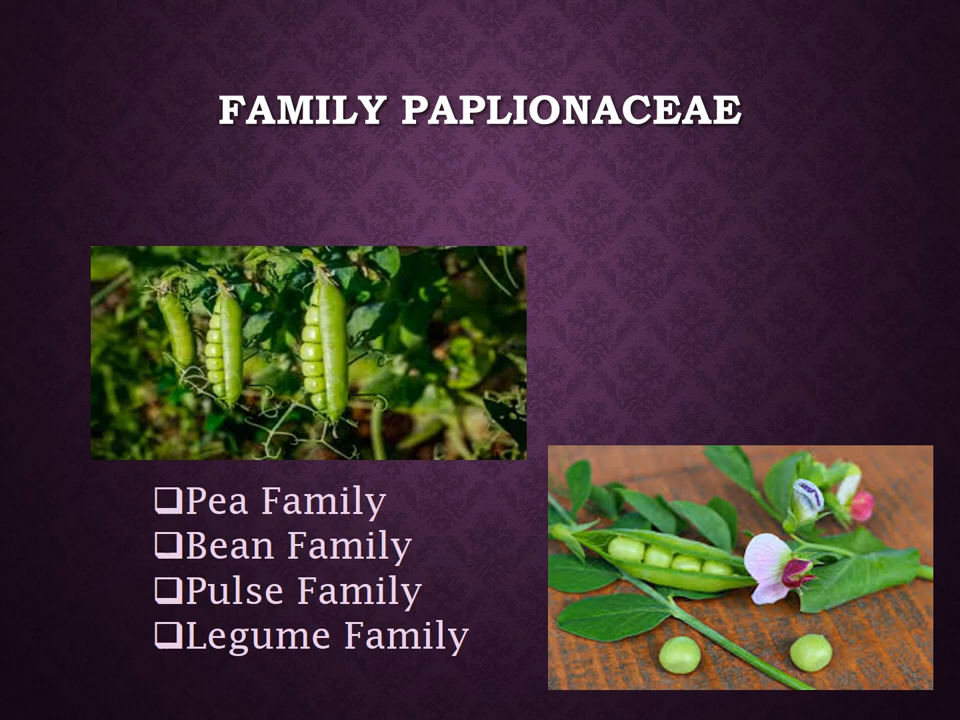 FAMILY PAPLIONACEAE
❑Pea Family
❑Bean Family
❑Pulse Family
❑Legume Family